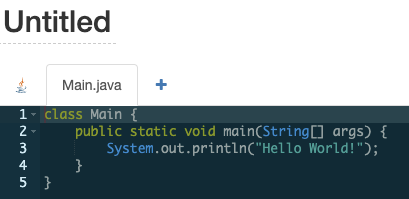 Untitled
Main.java +
1 class Main {
2     public static void main(String[] args) {
3         System.out.println("Hello World!");
4     }
5 }